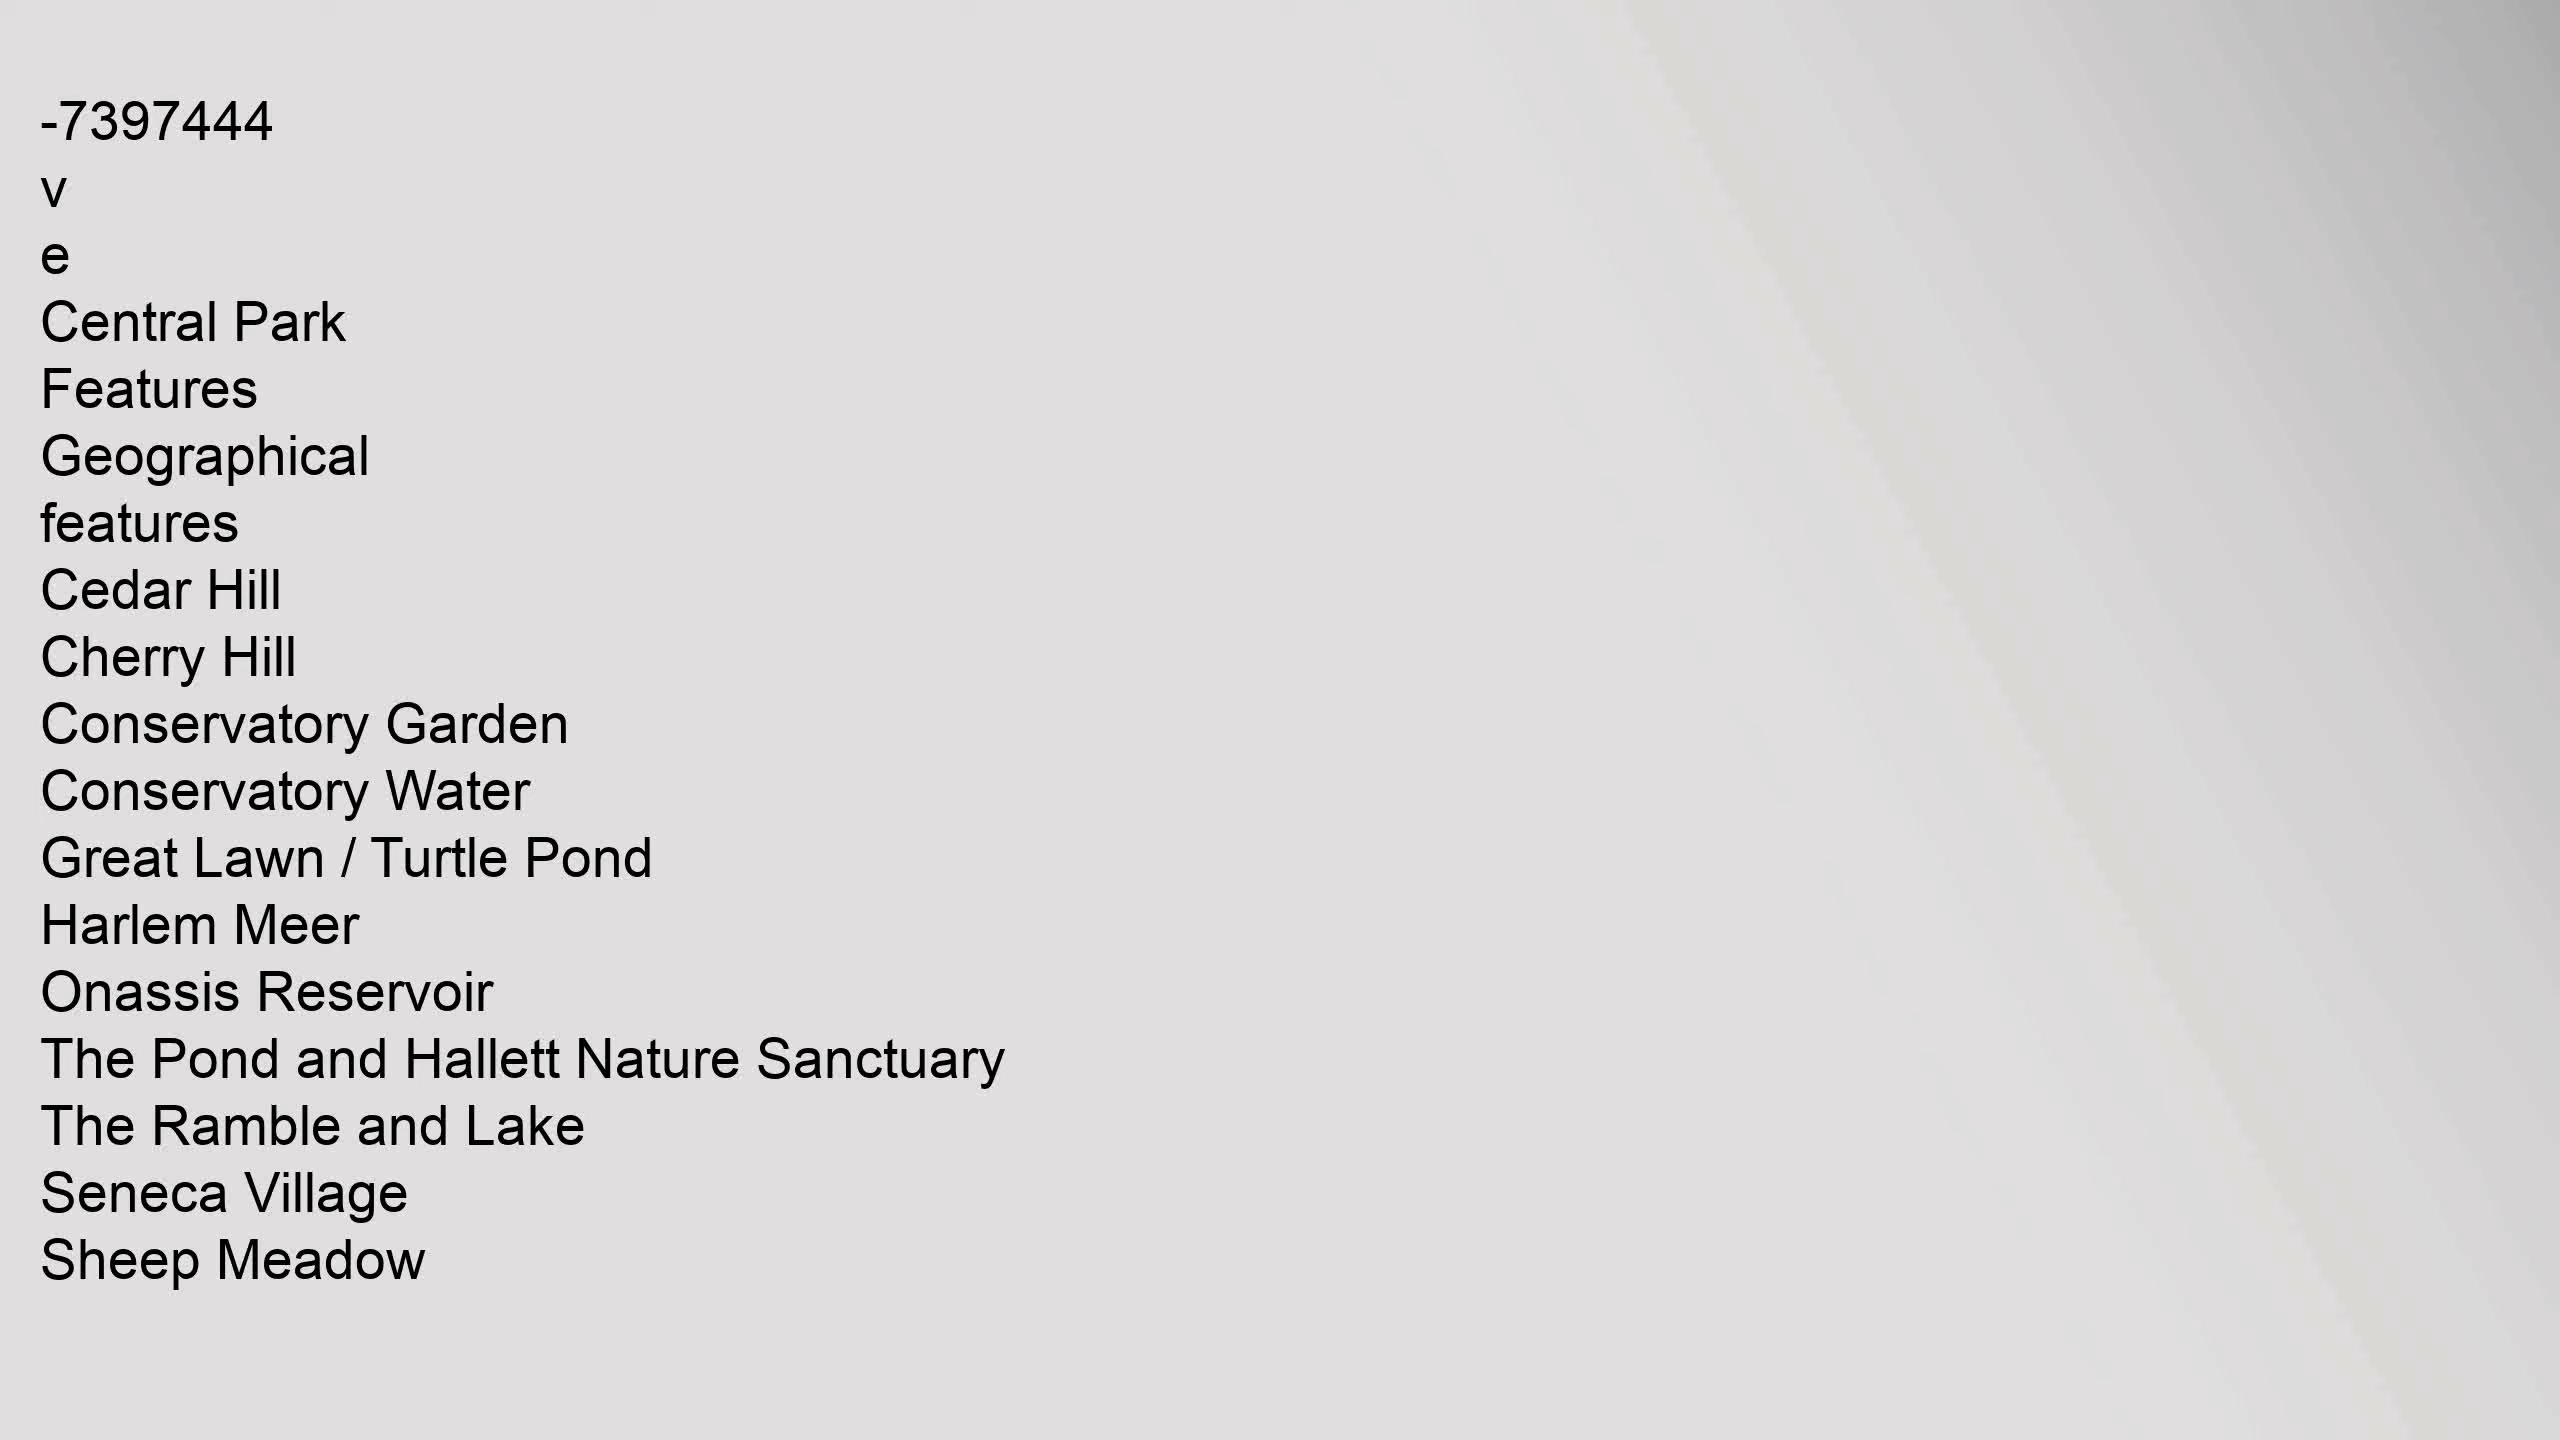 -7397444
v
e
Central Park
Features
Geographical
features
Cedar Hill
Cherry Hill
Conservatory Garden
Conservatory Water
Great Lawn / Turtle Pond
Harlem Meer
Onassis Reservoir
The Pond and Hallett Nature Sanctuary
The Ramble and Lake
Seneca Village
Sheep Meadow